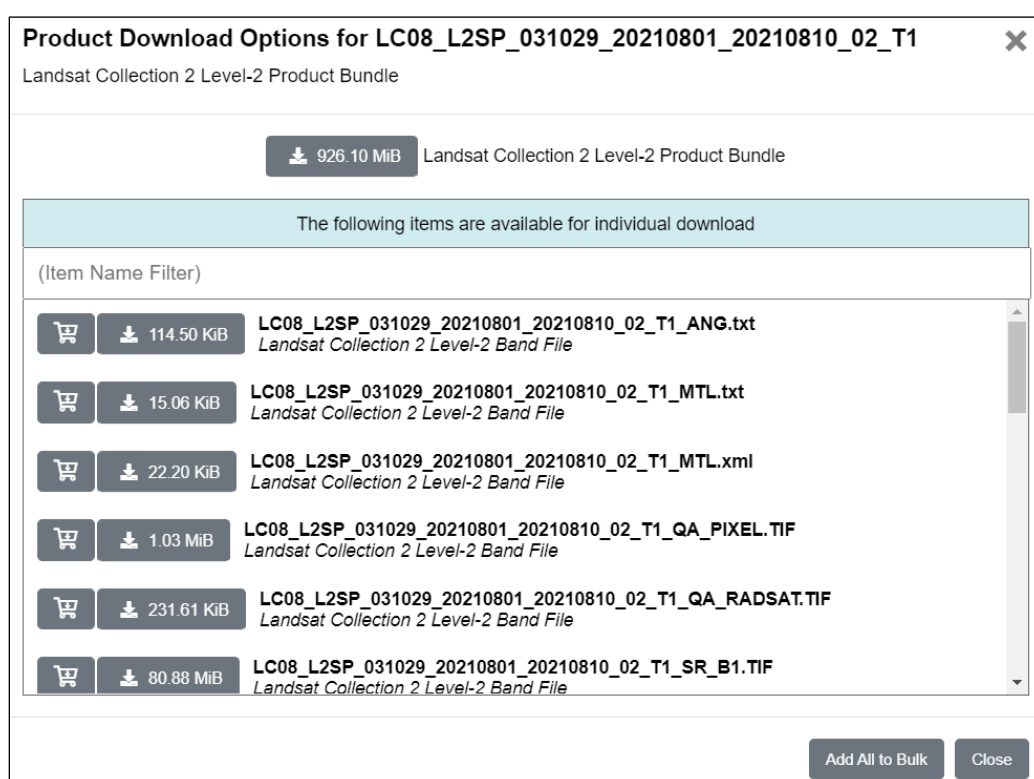 Product Download Options for LC08_L2SP_031029_20210801_20210810_02_T1
Landsat Collection 2 Level-2 Product Bundle
926.10 MiB Landsat Collection 2 Level-2 Product Bundle
The following items are available for individual download
(Item Name Filter)
114.50 KiB LC08_L2SP_031029_20210801_20210810_02_T1_ANG.txt
Landsat Collection 2 Level-2 Band File
15.06 KiB LC08_L2SP_031029_20210801_20210810_02_T1_MTL.txt
Landsat Collection 2 Level-2 Band File
22.20 KiB LC08_L2SP_031029_20210801_20210810_02_T1_MTL.xml
Landsat Collection 2 Level-2 Band File
1.03 MiB LC08_L2SP_031029_20210801_20210810_02_T1_QA_PIXEL.TIF
Landsat Collection 2 Level-2 Band File
231.61 KiB LC08_L2SP_031029_20210801_20210810_02_T1_QA_RADSAT.TIF
Landsat Collection 2 Level-2 Band File
80.88 MiB LC08_L2SP_031029_20210801_20210810_02_T1_SR_B1.TIF
Landsat Collection 2 Level-2 Band File
Add All to Bulk Close